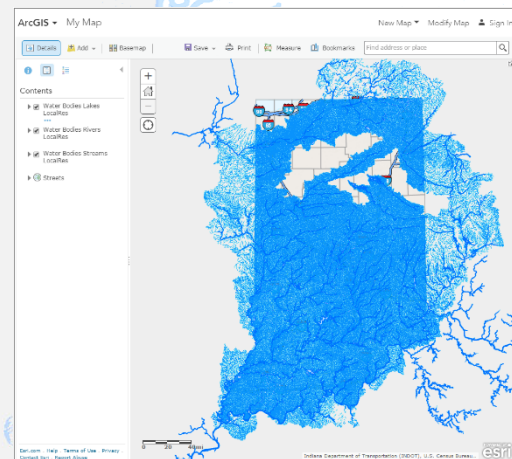 ArcGIS My Map
New Map Modify Map Sign In
Details Add Basemap Save Print Measure Bookmarks Find address or place
Contents
Water Bodies Lakes
LocalRes
Water Bodies Rivers
LocalRes
Water Bodies Streams
LocalRes
Streets
0 20 40mi
Esri.com Help Terms of Use Privacy
Contact Esri Report Abuse
Indiana Department of Transportation (INDOT), U.S. Census Bureau...
esri